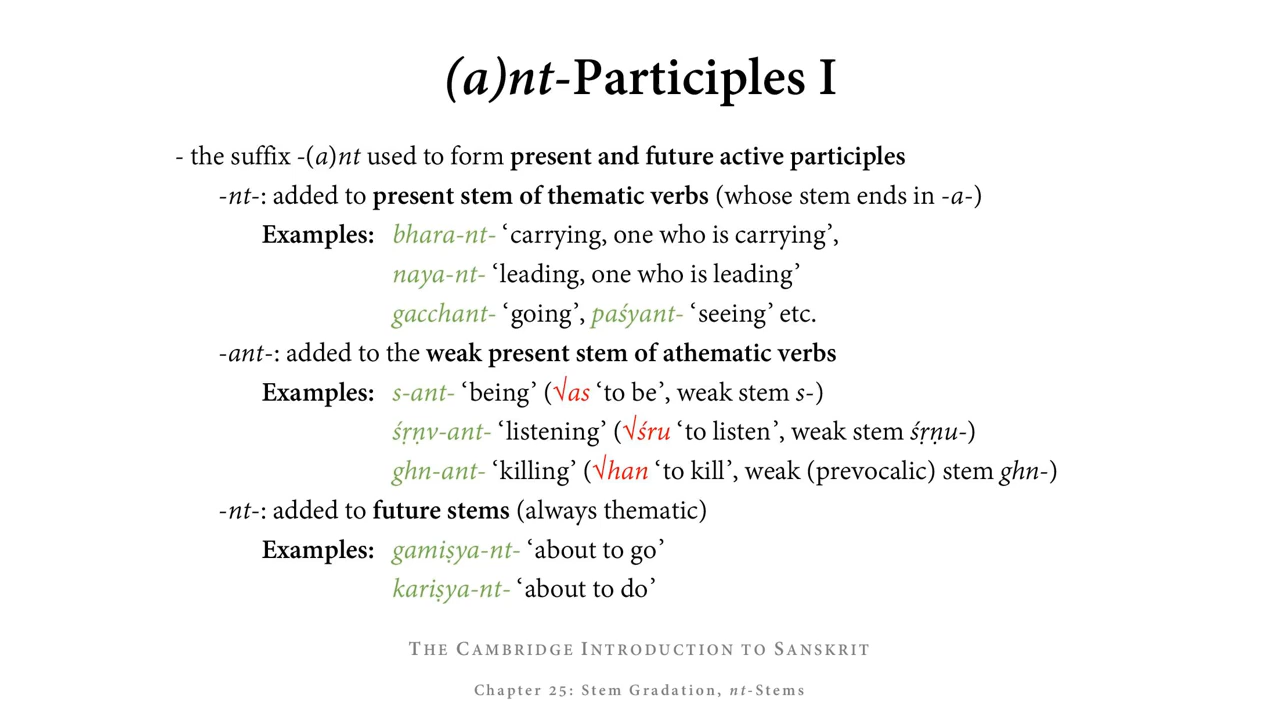 (a)nt-Participles I
- the suffix -(a)nt used to form present and future active participles
-nt-: added to present stem of thematic verbs (whose stem ends in -a-)
Examples: bhara-nt- ‘carrying, one who is carrying’,
naya-nt- ‘leading, one who is leading’
gacchant- ‘going’, paśyant- ‘seeing’ etc.
-ant-: added to the weak present stem of athematic verbs
Examples: s-ant- ‘being’ (√as ‘to be’, weak stem s-)
śṛṇv-ant- ‘listening’ (√śru ‘to listen’, weak stem śṛṇu-)
ghn-ant- ‘killing’ (√han ‘to kill’, weak (prevocalic) stem ghn-)
-nt-: added to future stems (always thematic)
Examples: gamiṣya-nt- ‘about to go’
kariṣya-nt- ‘about to do’
The Cambridge Introduction to Sanskrit
Chapter 25: Stem Gradation, nt-Stems